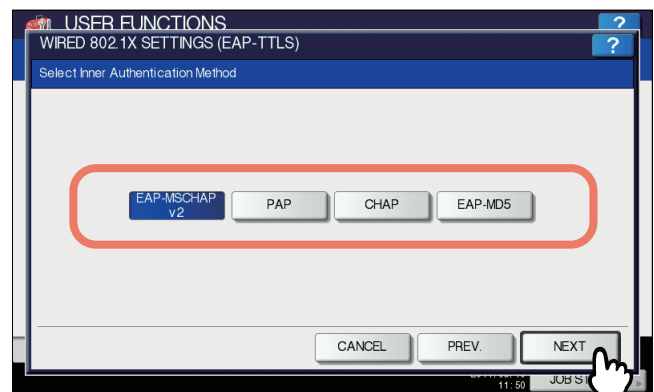 USER FUNCTIONS
?
WIRED 802.1X SETTINGS (EAP-TTLS)
?
Select Inner Authentication Method
EAP-MSCHAP
v2
PAP
CHAP
EAP-MD5
CANCEL
PREV.
NEXT
11:50
JOB